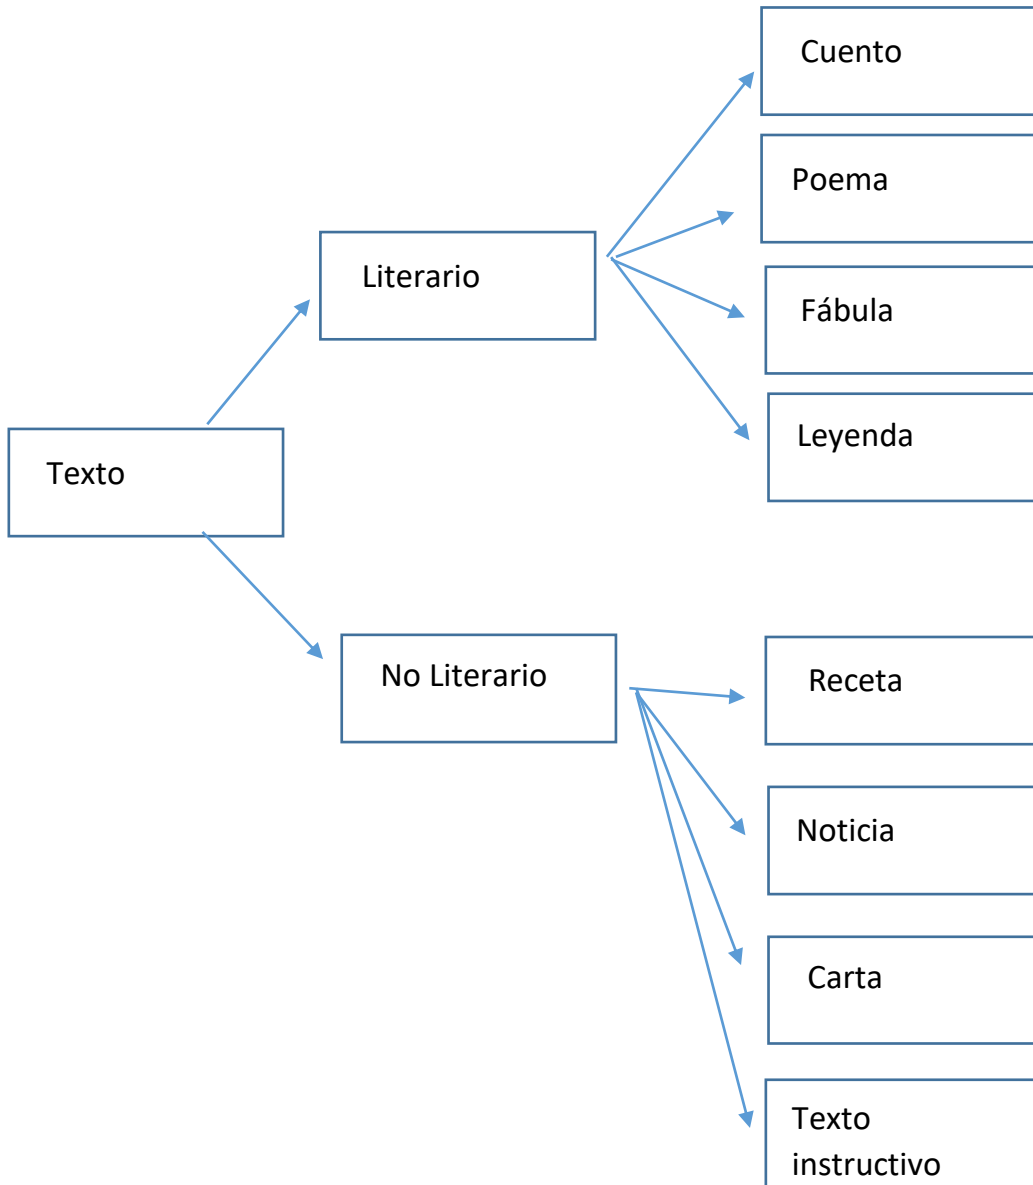 Cuento
Poema
Literario
Fábula
Leyenda
Texto
No Literario
Receta
Noticia
Carta
Texto
instructivo